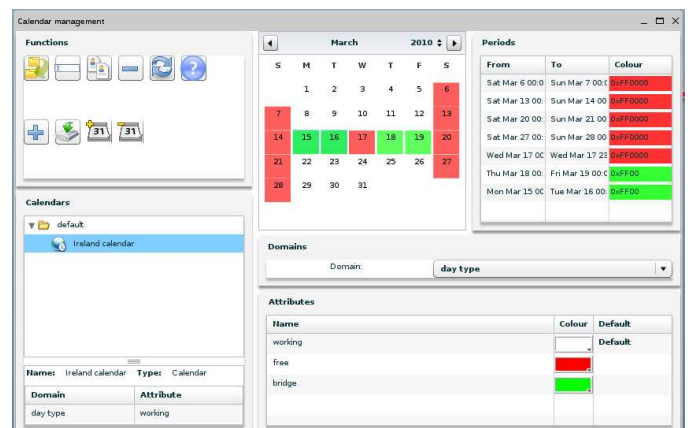 Calendar management
Functions
31 31
Calendars
default
Ireland calendar
Name: Ireland calendar Type: Calendar
Domain Attribute
day type working
March 2010
S M T W T F S
1 2 3 4 5 6
7 8 9 10 11 12 13
14 15 16 17 18 19 20
21 22 23 24 25 26 27
28 29 30 31
Periods
From To Colour
Sat Mar 6 00:0 Sun Mar 7 00:0 0xFF0000
Sat Mar 13 00: Sun Mar 14 00 0xFF0000
Sat Mar 20 00: Sun Mar 21 00 0xFF0000
Sat Mar 27 00: Sun Mar 28 00 0xFF0000
Wed Mar 17 00 Wed Mar 17 23 0xFF0000
Thu Mar 18 00: Fri Mar 19 00:0 0xFF00
Mon Mar 15 00 Tue Mar 16 00: 0xFF00
Domains
Domain: day type
Attributes
Name Colour Default
working Default
free
bridge